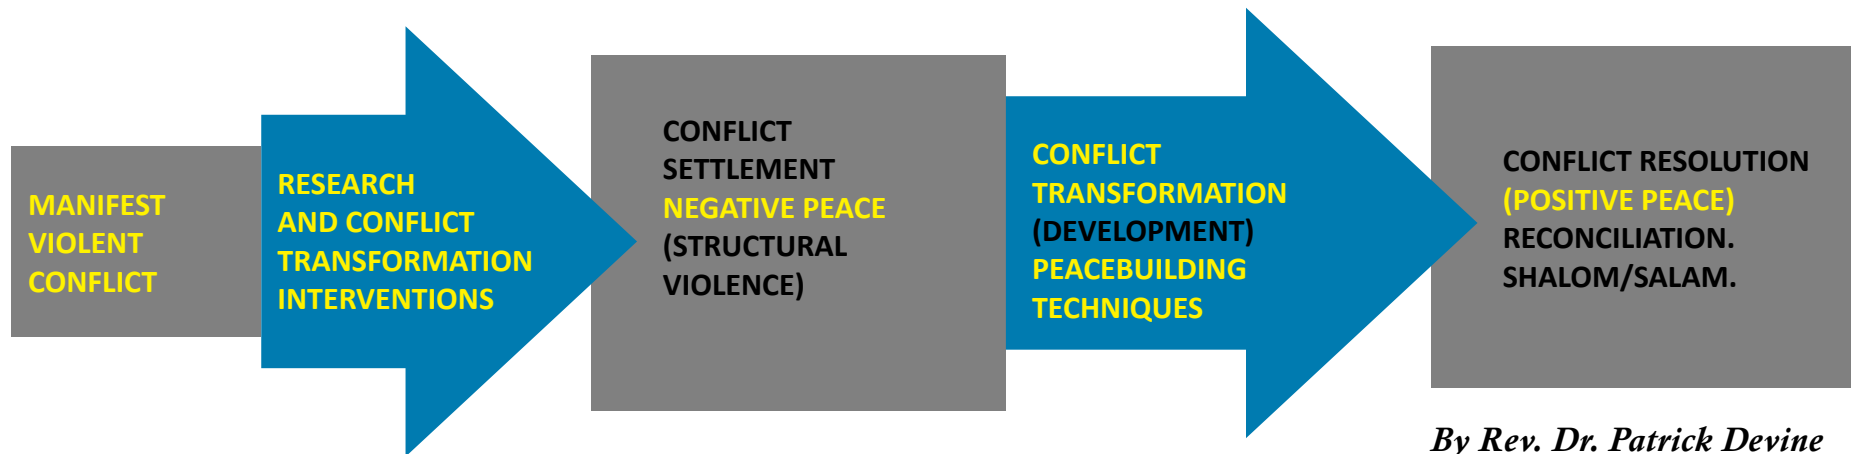 MANIFEST
VIOLENT
CONFLICT
RESEARCH
AND CONFLICT
TRANSFORMATION
INTERVENTIONS
CONFLICT
SETTLEMENT
NEGATIVE PEACE
(STRUCTURAL
VIOLENCE)
CONFLICT
TRANSFORMATION
(DEVELOPMENT)
PEACEBUILDING
TECHNIQUES
CONFLICT RESOLUTION
(POSITIVE PEACE)
RECONCILIATION.
SHALOM/SALAM.
By Rev. Dr. Patrick Devine